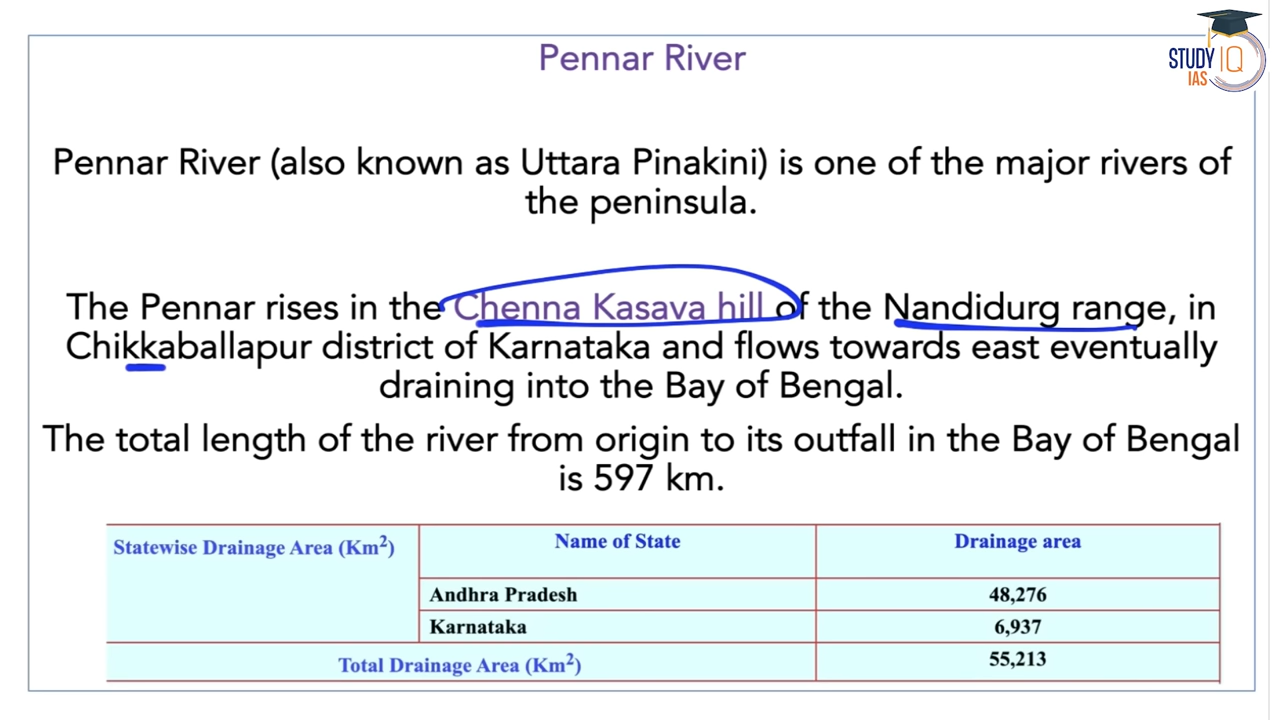 STUDY IQ
IAS
Pennar River
Pennar River (also known as Uttara Pinakini) is one of the major rivers of
the peninsula.
The Pennar rises in the Chenna Kasava hill of the Nandidurg range, in
Chikkaballapur district of Karnataka and flows towards east eventually
draining into the Bay of Bengal.
The total length of the river from origin to its outfall in the Bay of Bengal
is 597 km.
Statewise Drainage Area (Km²) Name of State Drainage area
Andhra Pradesh 48,276
Karnataka 6,937
Total Drainage Area (Km²) 55,213